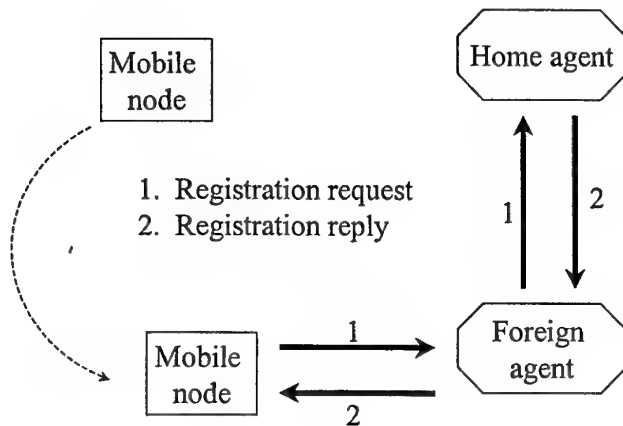 Mobile
node
Home agent
1. Registration request
2. Registration reply
1
2
Mobile
node
1
2
Foreign
agent